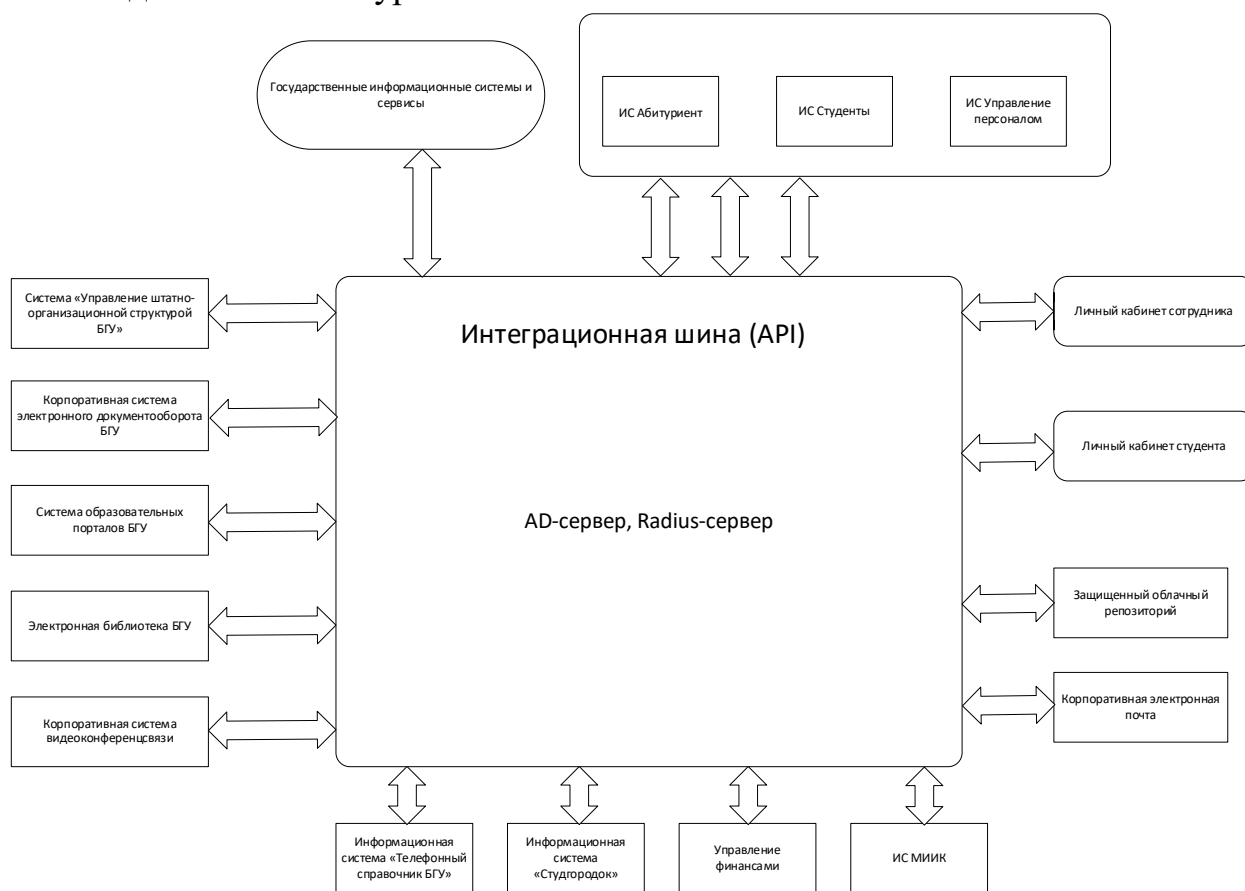 Государственные информационные системы и
сервисы
ИС Абитуриент
ИС Студенты
ИС Управление
персоналом
Система «Управление штатно-
организационной структурой
БГУ»
Интеграционная шина (API)
Личный кабинет сотрудника
Корпоративная система
электронного документооборота
БГУ
Личный кабинет студента
Система образовательных
порталов БГУ
AD-сервер, Radius-сервер
Защищенный облачный
репозиторий
Электронная библиотека БГУ
Корпоративная система
видеоконференцсвязи
Корпоративная электронная
почта
Информационная
система «Телефонный
справочник БГУ»
Информационная
система
«Студгородок»
Управление
финансами
ИС МИИК